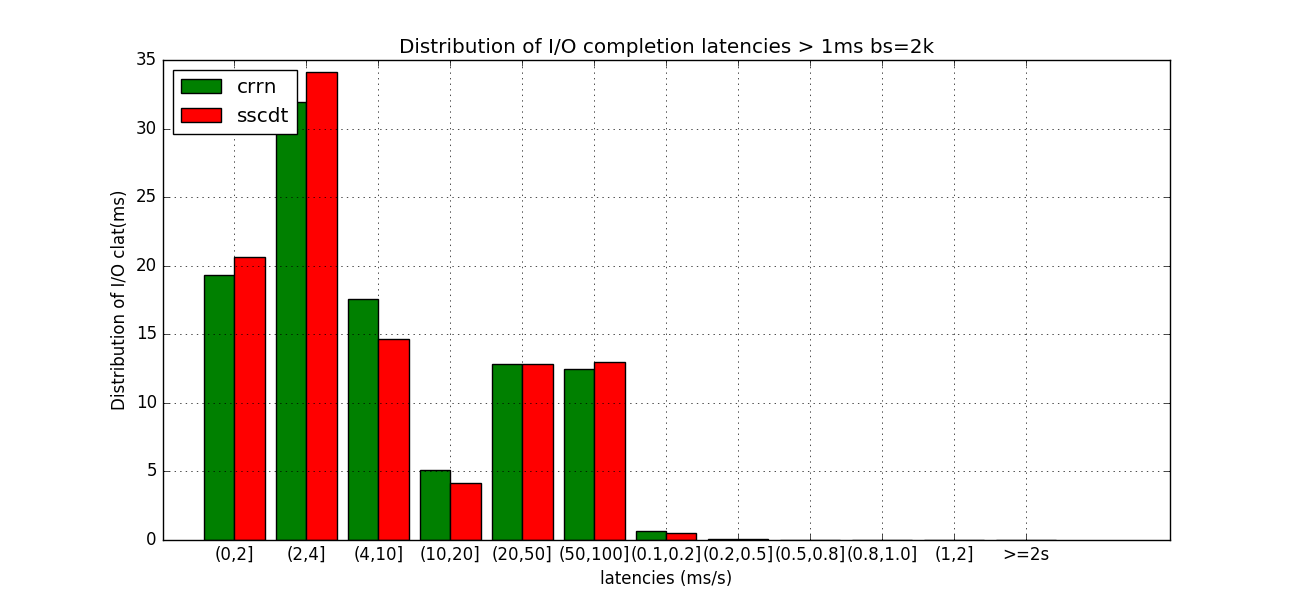 Distribution of I/O completion latencies > 1ms bs=2k
crrn
sscdt
35
30
25
20
15
10
5
0
Distribution of I/O clat(ms)
(0,2] (2,4] (4,10] (10,20] (20,50] (50,100] (0.1,0.2] (0.2,0.5] (0.5,0.8] (0.8,1.0] (1,2] >=2s
latencies (ms/s)